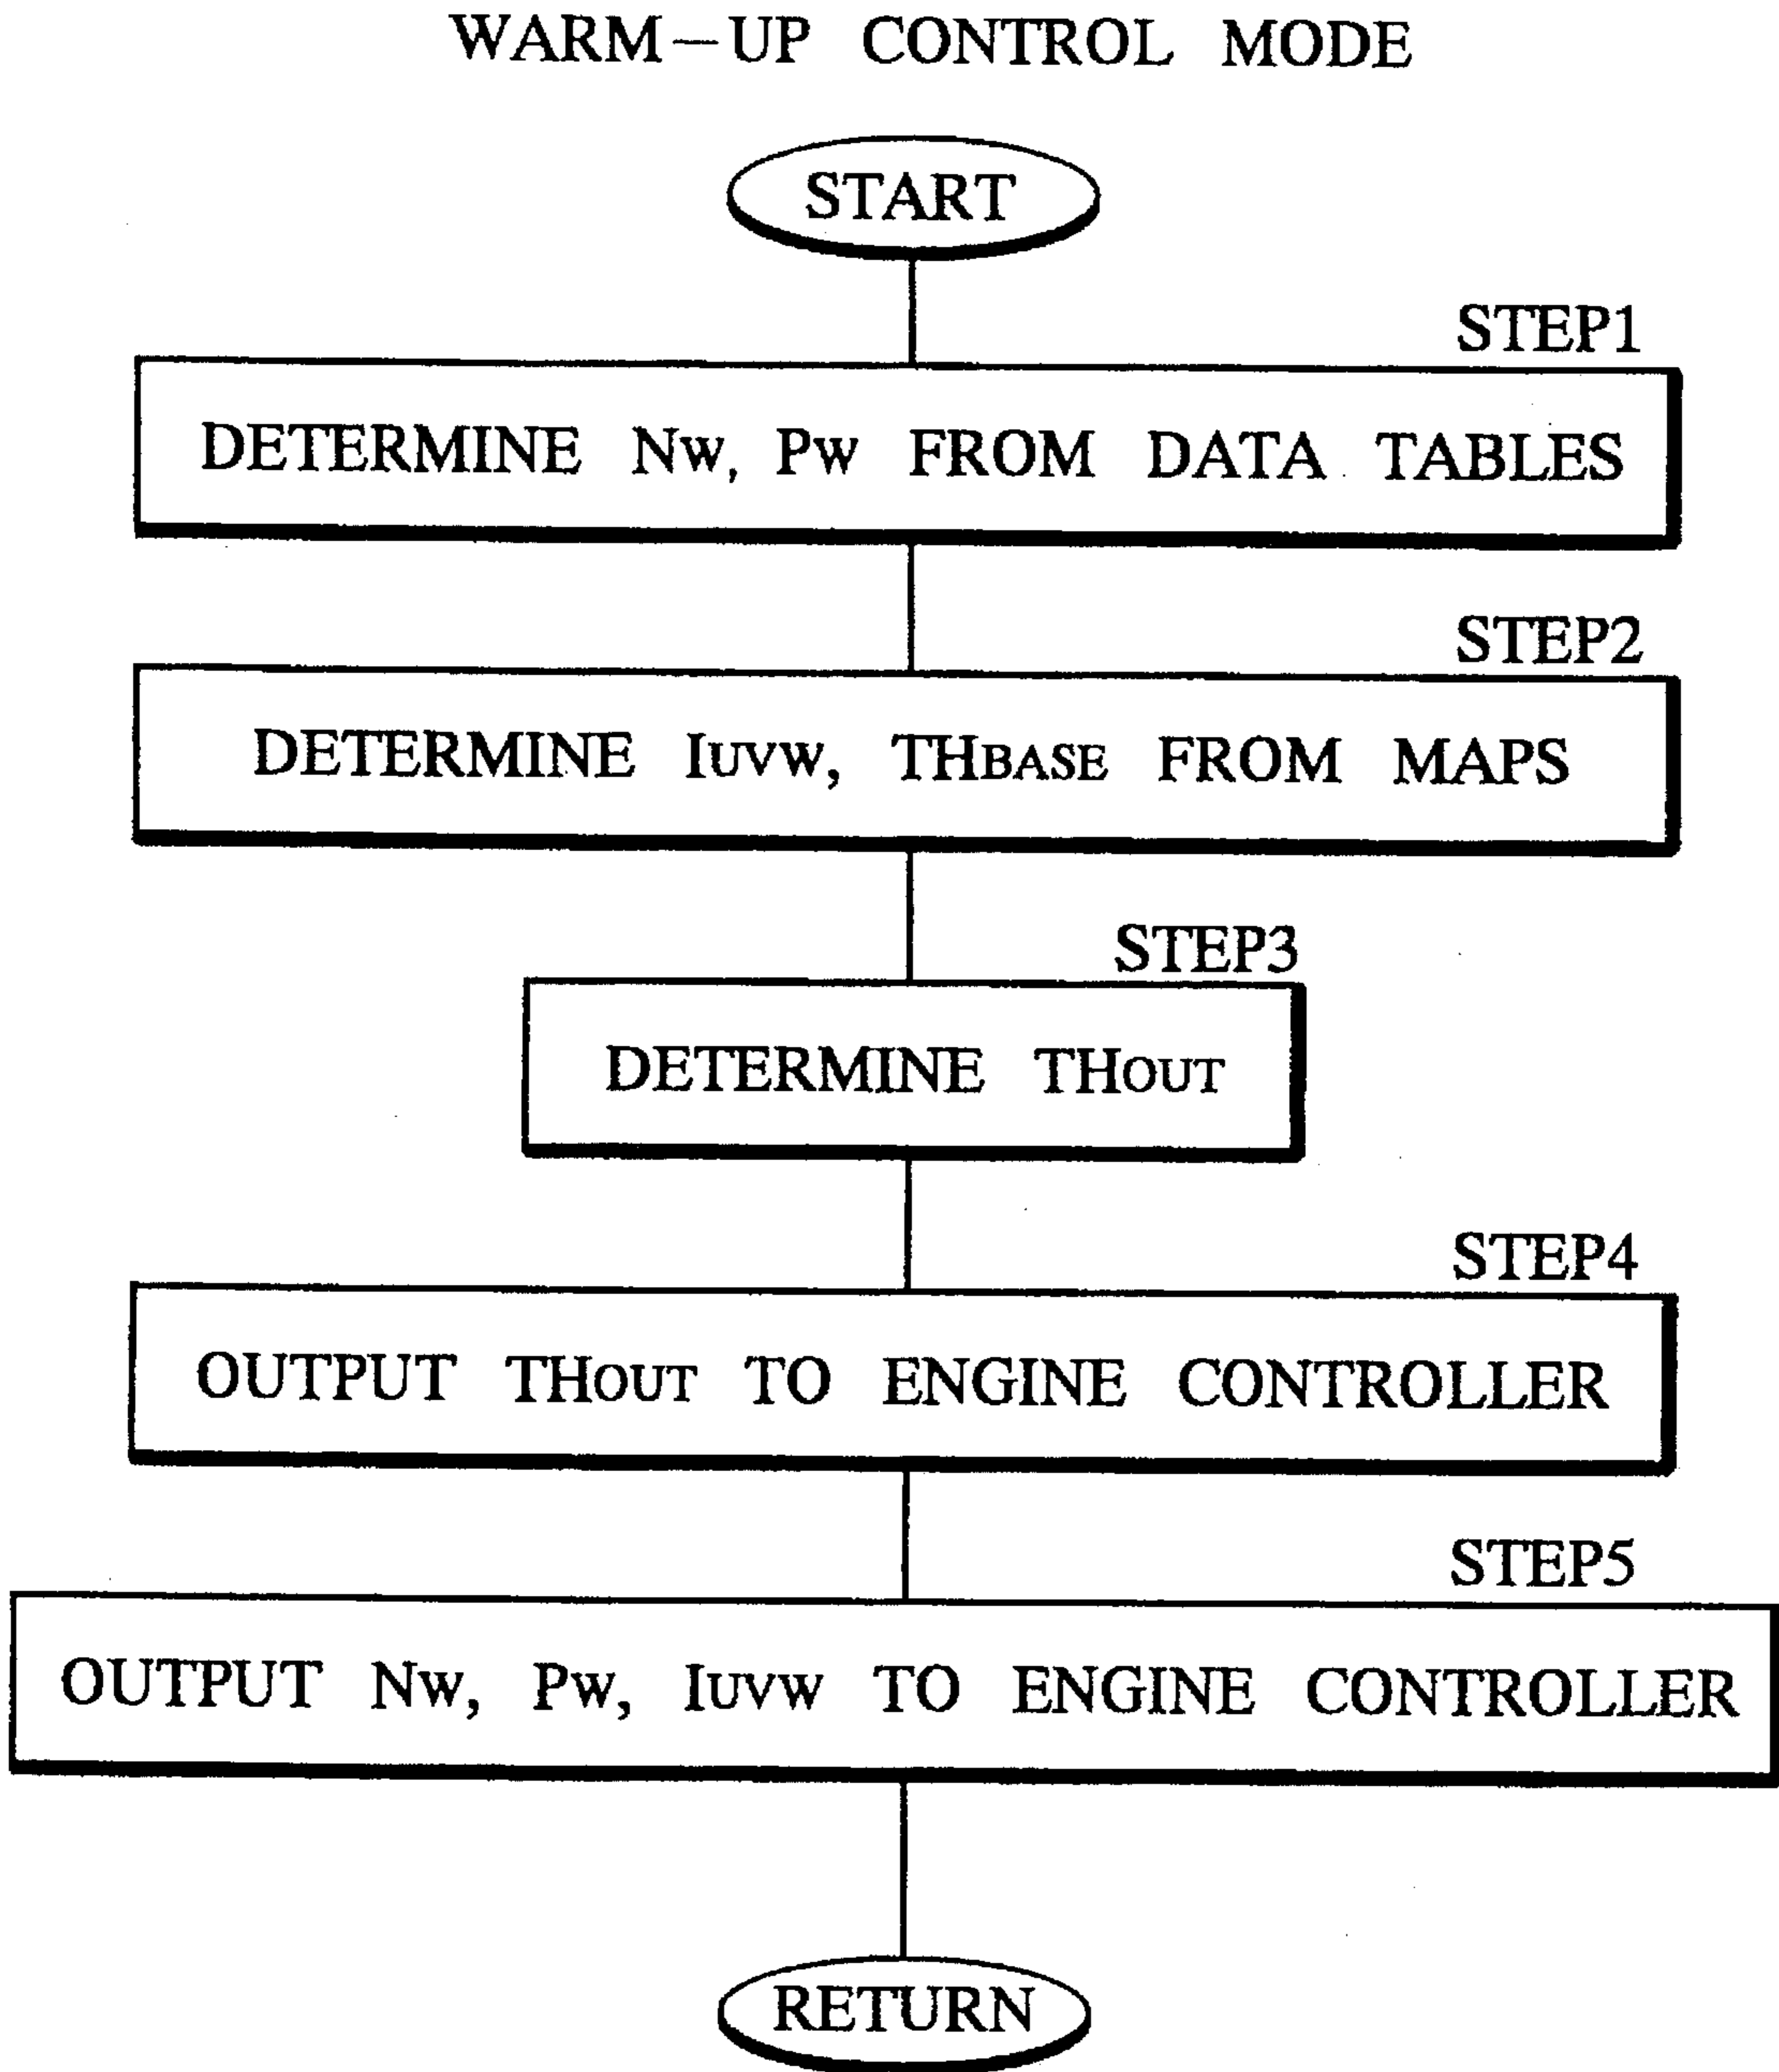 WARM-UP CONTROL MODE
START
STEP1
DETERMINE NW, PW FROM DATA TABLES
STEP2
DETERMINE IUVW, THBASE FROM MAPS
STEP3
DETERMINE THOUT
STEP4
OUTPUT THOUT TO ENGINE CONTROLLER
STEP5
OUTPUT NW, PW, IUVW TO ENGINE CONTROLLER
RETURN